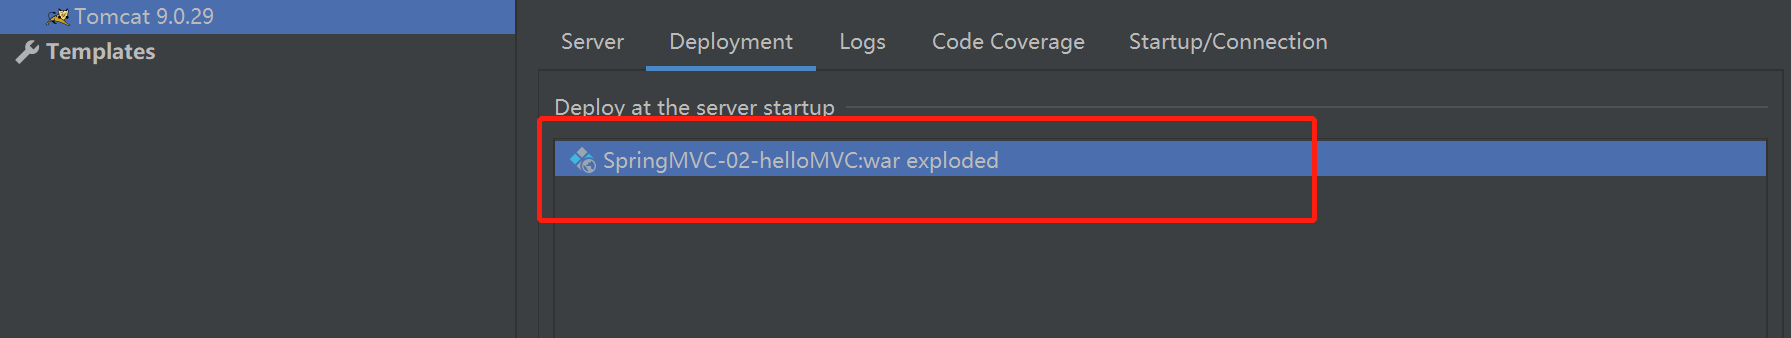 Tomcat 9.0.29
Templates
Server Deployment Logs Code Coverage Startup/Connection
Deploy at the server startup
SpringMVC-02-helloMVC:war exploded